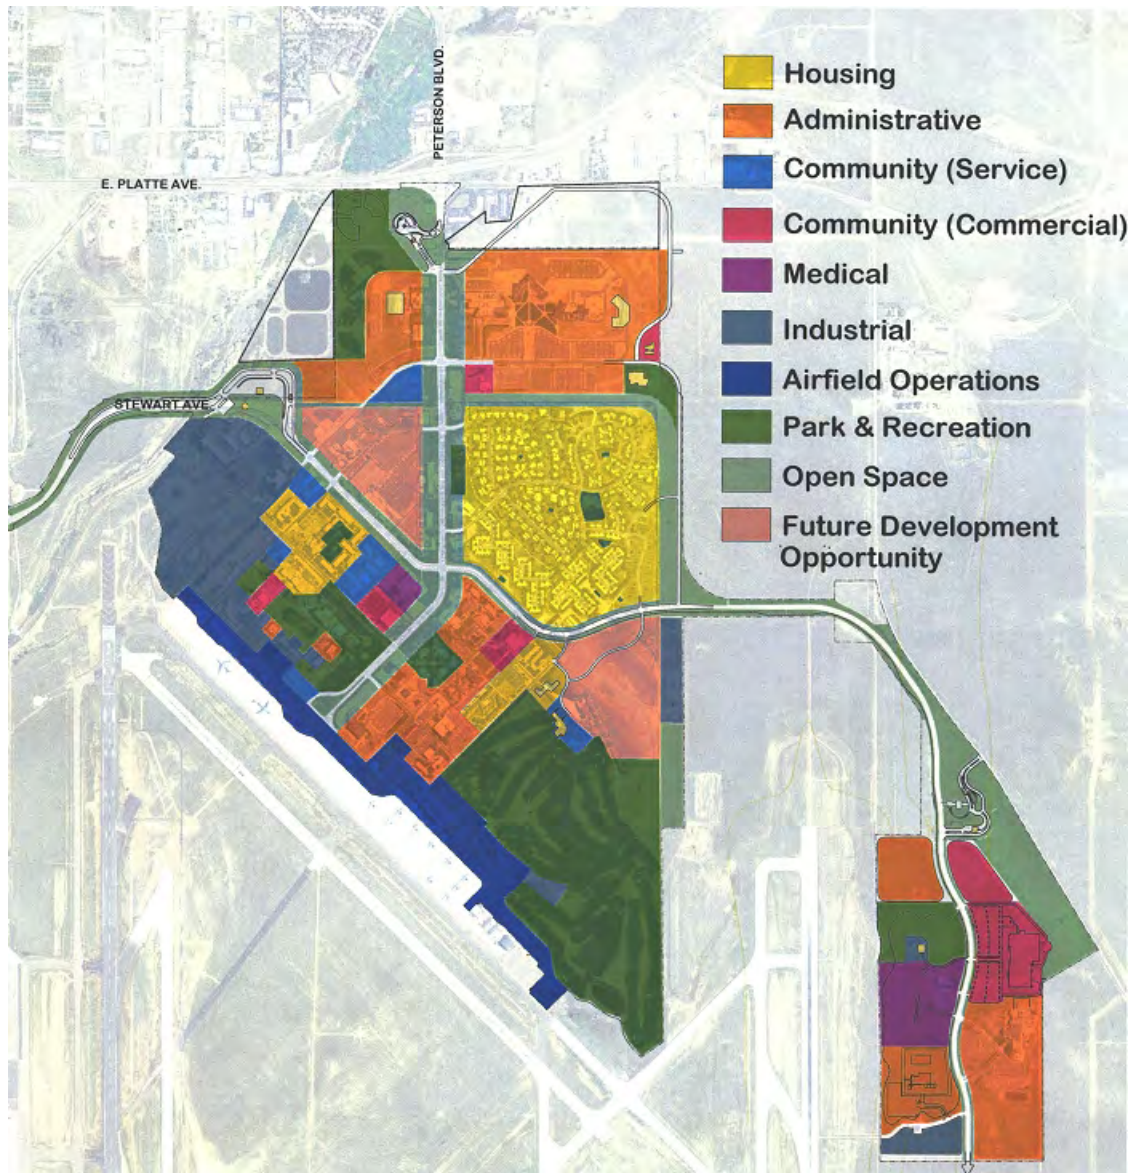 PETERSON BLVD.
E. PLATTE AVE.
STEWART AVE.
Housing
Administrative
Community (Service)
Community (Commercial)
Medical
Industrial
Airfield Operations
Park & Recreation
Open Space
Future Development
Opportunity